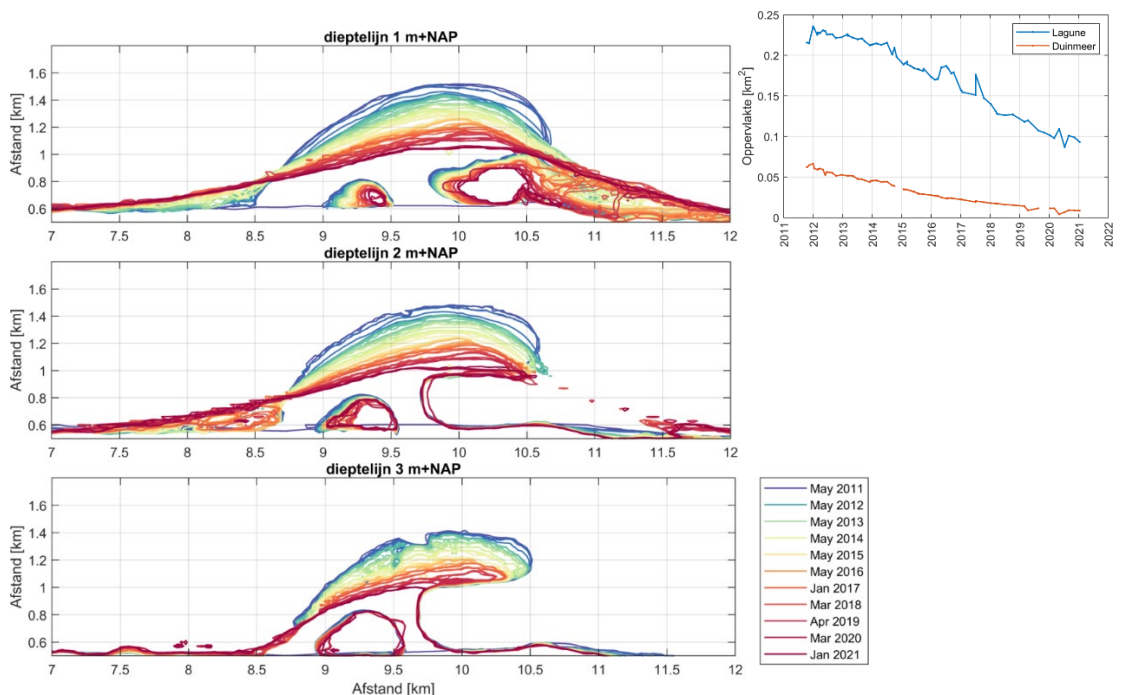 dieptelijn 1 m+NAP
Afstand [km]
1.6
1.4
1.2
1
0.8
0.6
7 7.5 8 8.5 9 9.5 10 10.5 11 11.5 12
dieptelijn 2 m+NAP
Afstand [km]
1.6
1.4
1.2
1
0.8
0.6
7 7.5 8 8.5 9 9.5 10 10.5 11 11.5 12
dieptelijn 3 m+NAP
Afstand [km]
1.6
1.4
1.2
1
0.8
0.6
7 7.5 8 8.5 9 9.5 10 10.5 11 11.5 12
Afstand [km]
Oppervlakte [km²]
0.25
0.2
0.15
0.1
0.05
0
Lagune
Duinmeer
2011 2012 2013 2014 2015 2016 2017 2018 2019 2020 2021 2022
May 2011
May 2012
May 2013
May 2014
May 2015
May 2016
Jan 2017
Mar 2018
Apr 2019
Mar 2020
Jan 2021